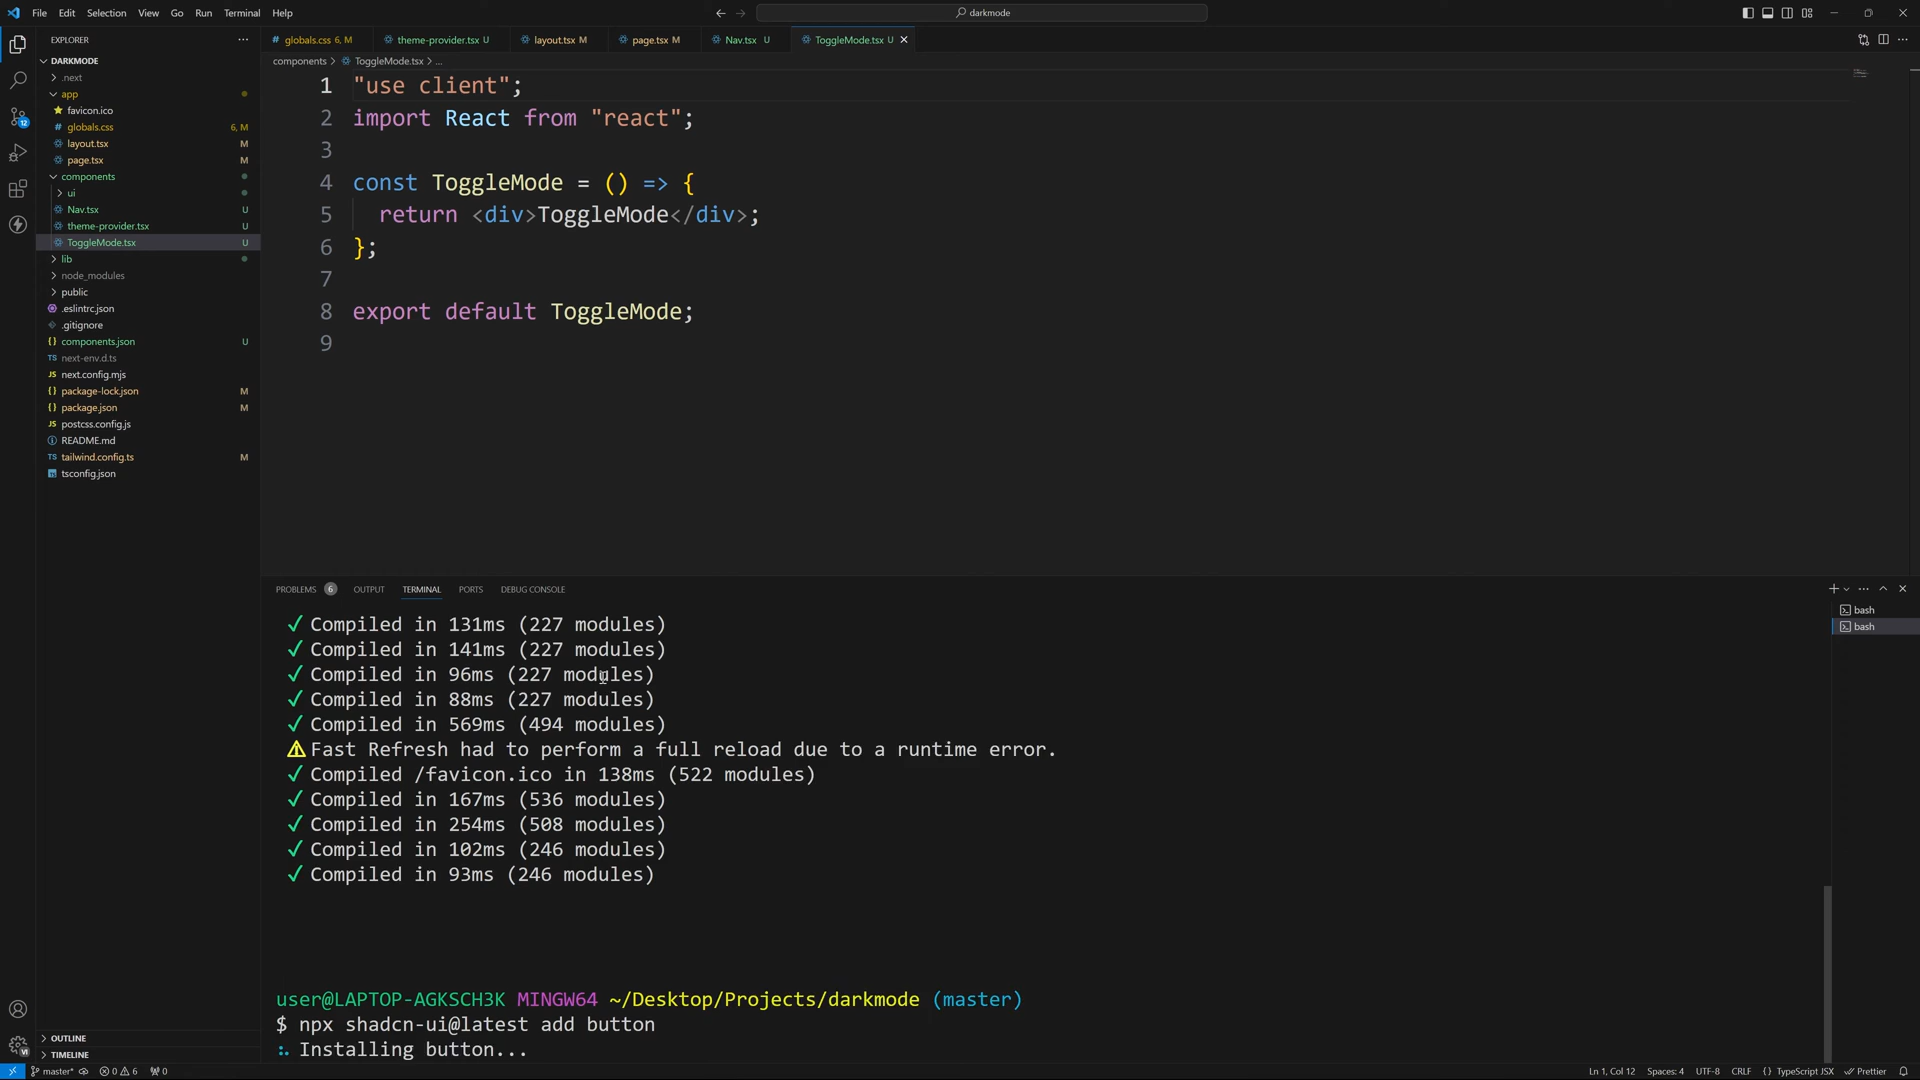 File Edit Selection View Go Run Terminal Help
darkmode
EXPLORER
DARKMODE
.next
app
favicon.ico
globals.css 6, M
layout.tsx M
page.tsx M
components
ui
Nav.tsx U
theme-provider.tsx U
ToggleMode.tsx U
lib
node_modules
public
.eslintrc.json
.gitignore
components.json U
next-env.d.ts
next.config.mjs
package-lock.json M
package.json M
postcss.config.js
README.md
tailwind.config.ts M
tsconfig.json
OUTLINE
TIMELINE
12
globals.css 6, M theme-provider.tsx U layout.tsx M page.tsx M Nav.tsx U ToggleMode.tsx U
components > ToggleMode.tsx > ...
1 "use client";
2 import React from "react";
3
4 const ToggleMode = () => {
5 return <div>ToggleMode</div>;
6 };
7
8 export default ToggleMode;
9
PROBLEMS 6 OUTPUT TERMINAL PORTS DEBUG CONSOLE
bash
bash
✓ Compiled in 131ms (227 modules)
✓ Compiled in 141ms (227 modules)
✓ Compiled in 96ms (227 modules)
✓ Compiled in 88ms (227 modules)
✓ Compiled in 569ms (494 modules)
⚠ Fast Refresh had to perform a full reload due to a runtime error.
✓ Compiled /favicon.ico in 138ms (522 modules)
✓ Compiled in 167ms (536 modules)
✓ Compiled in 254ms (508 modules)
✓ Compiled in 102ms (246 modules)
✓ Compiled in 93ms (246 modules)
user@LAPTOP-AGKSCH3K MINGW64 ~/Desktop/Projects/darkmode (master)
$ npx shadcn-ui@latest add button
Installing button...
master* 0 6 0 Ln 1, Col 12 Spaces: 4 UTF-8 CRLF {} TypeScript JSX Prettier